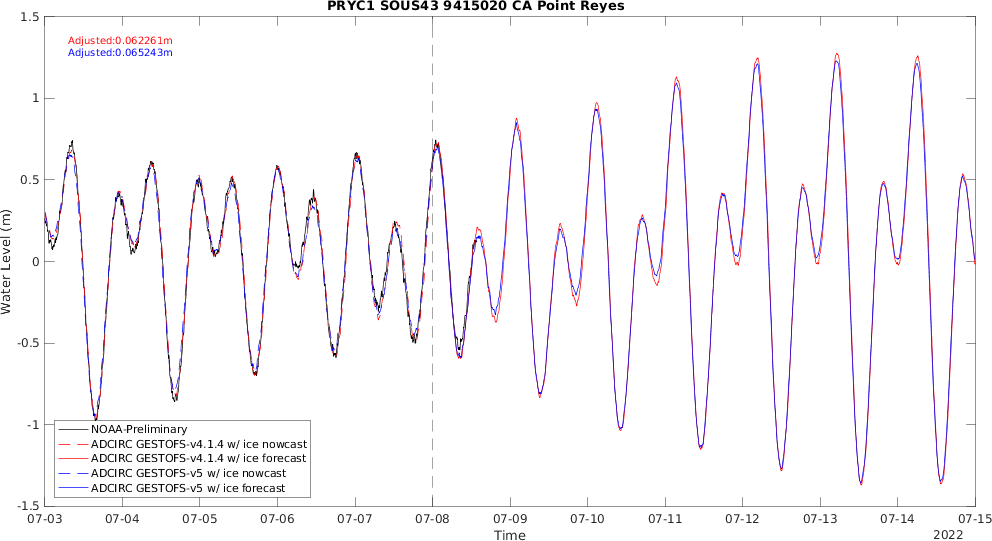 PRYC1 SOUS43 9415020 CA Point Reyes
Adjusted:0.062261m
Adjusted:0.065243m
Water Level (m)
1.5
1
0.5
0
-0.5
-1
-1.5
NOAA-Preliminary
ADCIRC GESTOFS-v4.1.4 w/ ice nowcast
ADCIRC GESTOFS-v4.1.4 w/ ice forecast
ADCIRC GESTOFS-v5 w/ ice nowcast
ADCIRC GESTOFS-v5 w/ ice forecast
07-03 07-04 07-05 07-06 07-07 07-08 07-09 07-10 07-11 07-12 07-13 07-14 07-15
Time
2022